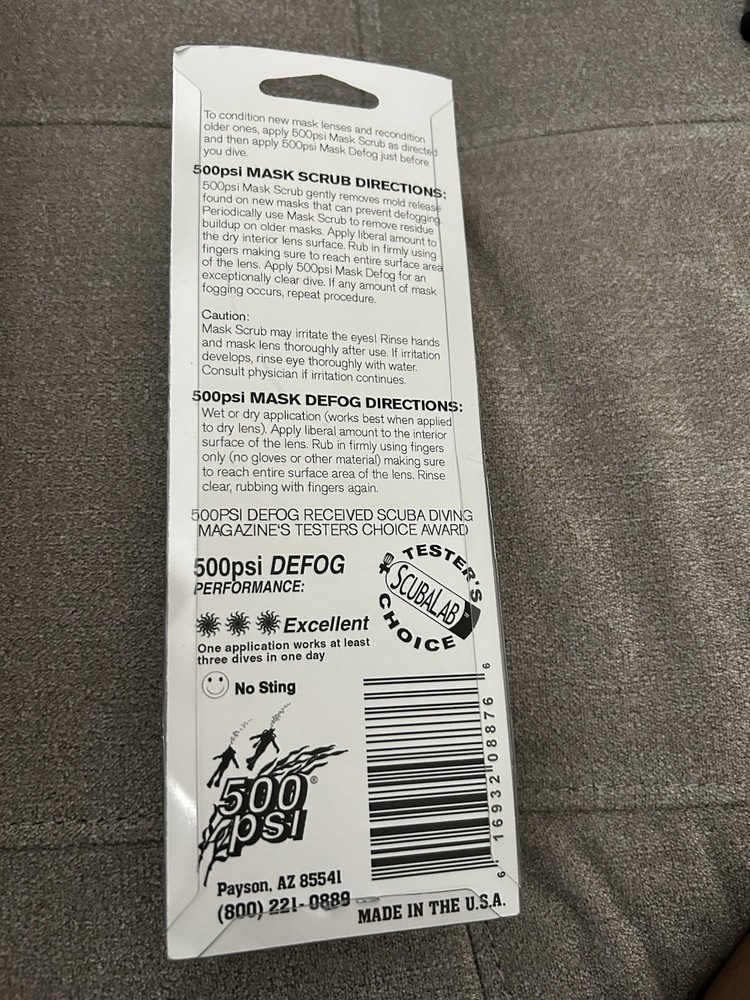 To condition new mask lenses and recondition
older ones, apply 500psi Mask Scrub as directed
and then apply 500psi Mask Defog just before
you dive.
500psi MASK SCRUB DIRECTIONS:
500psi Mask Scrub gently removes mold release
found on new masks that can prevent defogging.
Periodically use Mask Scrub to remove residue
buildup on older masks. Apply liberal amount to
the dry interior lens surface. Rub in firmly using
fingers making sure to reach entire surface area
of the lens. Apply 500psi Mask Defog for an
exceptionally clear dive. If any amount of mask
fogging occurs, repeat procedure.
Caution:
Mask Scrub may irritate the eyes! Rinse hands
and mask lens thoroughly after use. If irritation
develops, rinse eye thoroughly with water.
Consult physician if irritation continues.
500psi MASK DEFOG DIRECTIONS:
Wet or dry application (works best when applied
to dry lens). Apply liberal amount to the interior
surface of the lens. Rub in firmly using fingers
only (no gloves or other material) making sure
to reach entire surface area of the lens. Rinse
clear, rubbing with fingers again.
500PSI DEFOG RECEIVED SCUBA DIVING
MAGAZINE'S TESTERS CHOICE AWARD
500psi DEFOG
PERFORMANCE:
Excellent
One application works at least
three dives in one day
No Sting
TESTER'S
SCUBALAB™
CHOICE
500®
psi
6 16932 08876 6
Payson, AZ 85541
(800) 221-0889
MADE IN THE U.S.A.